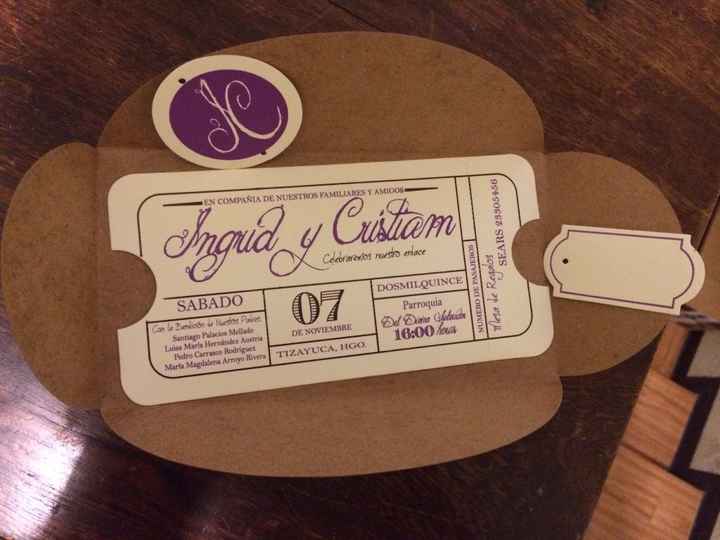 IC
EN COMPAÑIA DE NUESTROS FAMILIARES Y AMIGOS
Ingrid y Cristiam
Celebraremos nuestro enlace
SABADO
Con la Bendición de Nuestros Padres
Santiago Palacios Mellado
Luisa María Hernández Austria
Pedro Carrasco Rodríguez
María Magdalena Arroyo Rivera
07
DE NOVIEMBRE
TIZAYUCA, HGO.
DOSMILQUINCE
Parroquia
Del Divino Salvador
16:00 horas
NUMERO DE PASAJEROS
Mesa de Regalos
SEARS 23305456